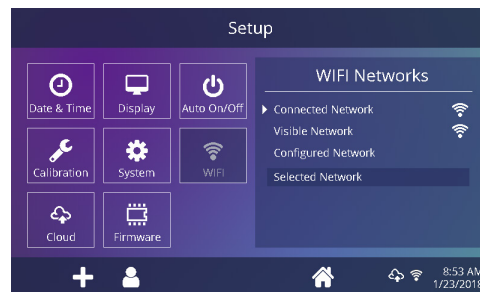 Setup
Date & Time
Display
Auto On/Off
Calibration
System
WIFI
Cloud
Firmware
WIFI Networks
Connected Network
Visible Network
Configured Network
Selected Network
8:53 AM
1/23/2018